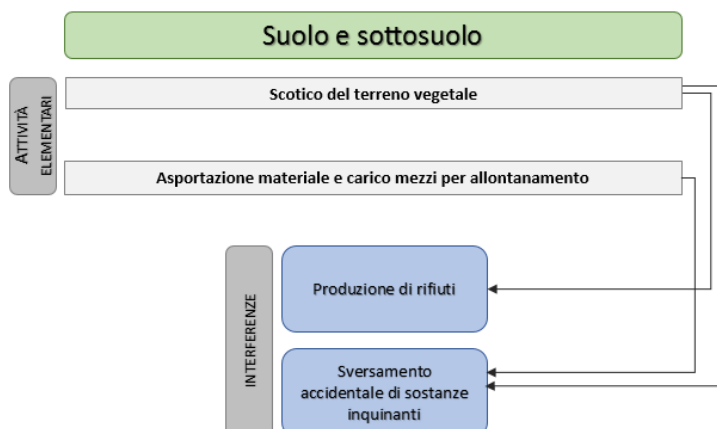 Suolo e sottosuolo
ATTIVITÀ
ELEMENTARI
Scotico del terreno vegetale
Asportazione materiale e carico mezzi per allontanamento
INTERFERENZE
Produzione di rifiuti
Sversamento
accidentale di sostanze
inquinanti